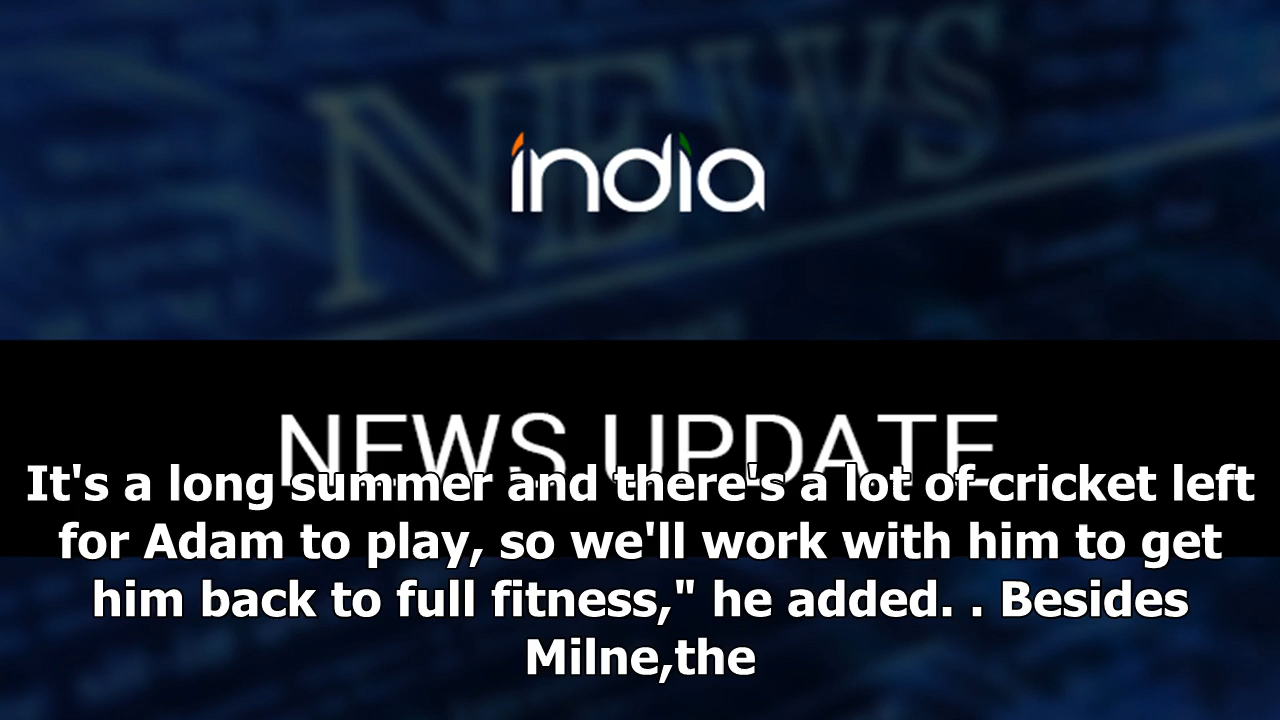 NEWS
india
NEWS UPDATE
It's a long summer and there's a lot of cricket left
for Adam to play, so we'll work with him to get
him back to full fitness," he added. . Besides
Milne,the